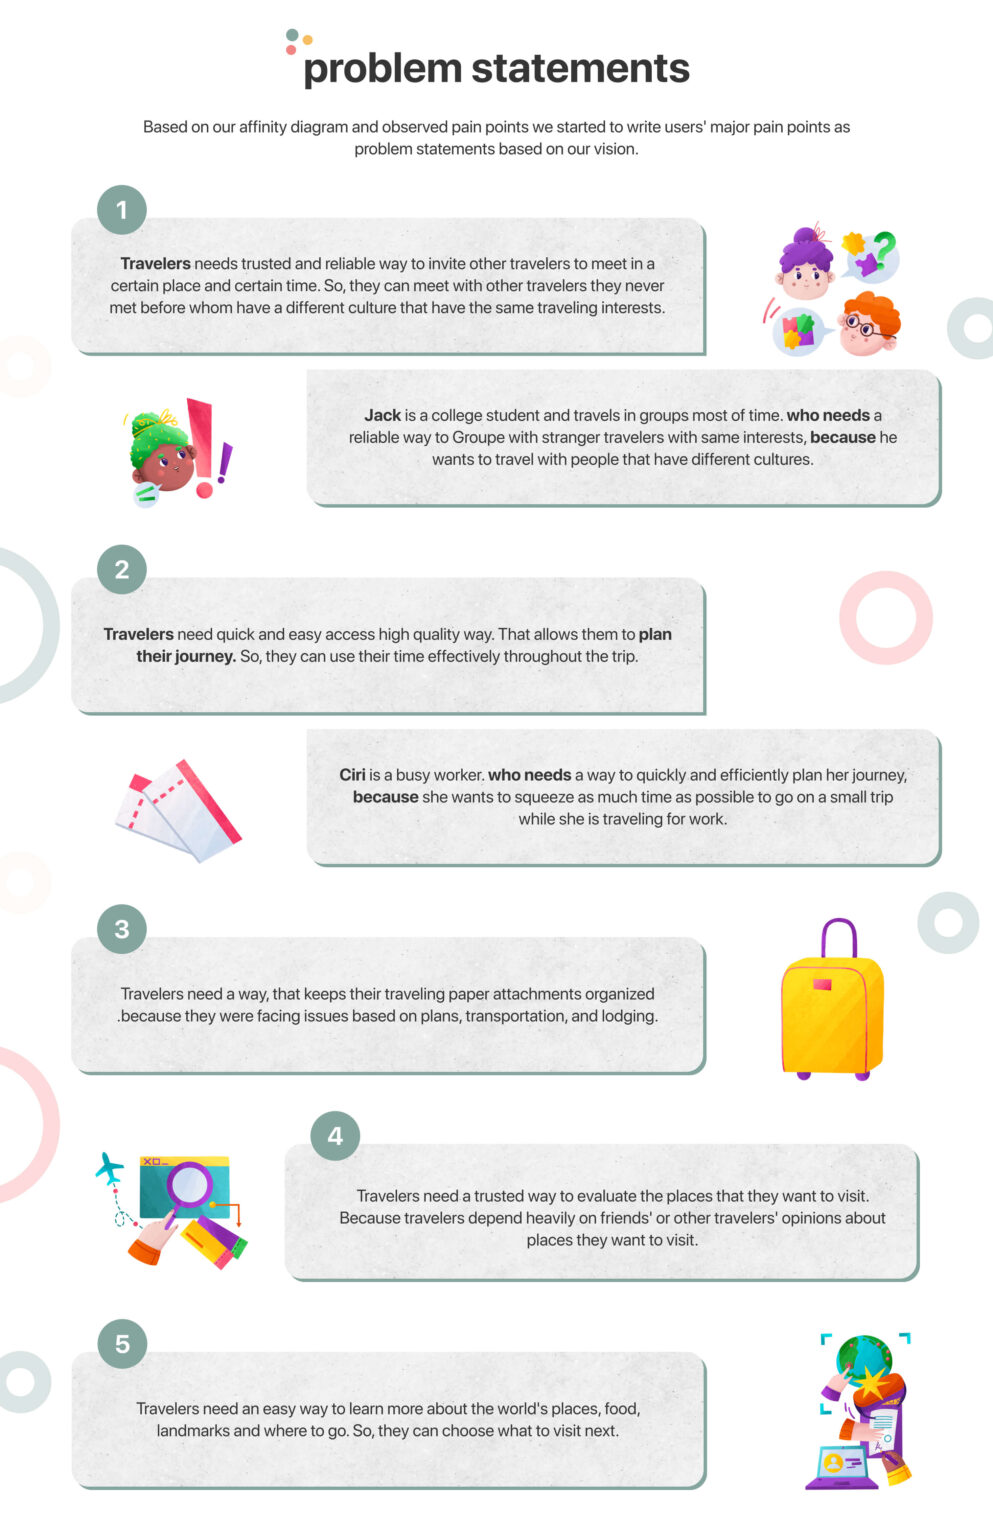 problem statements
Based on our affinity diagram and observed pain points we started to write users' major pain points as
problem statements based on our vision.
1
Travelers needs trusted and reliable way to invite other travelers to meet in a
certain place and certain time. So, they can meet with other travelers they never
met before whom have a different culture that have the same traveling interests.
Jack is a college student and travels in groups most of time. who needs a
reliable way to Groupe with stranger travelers with same interests, because he
wants to travel with people that have different cultures.
2
Travelers need quick and easy access high quality way. That allows them to plan
their journey. So, they can use their time effectively throughout the trip.
Ciri is a busy worker. who needs a way to quickly and efficiently plan her journey,
because she wants to squeeze as much time as possible to go on a small trip
while she is traveling for work.
3
Travelers need a way, that keeps their traveling paper attachments organized
.because they were facing issues based on plans, transportation, and lodging.
4
Travelers need a trusted way to evaluate the places that they want to visit.
Because travelers depend heavily on friends' or other travelers' opinions about
places they want to visit.
5
Travelers need an easy way to learn more about the world's places, food,
landmarks and where to go. So, they can choose what to visit next.